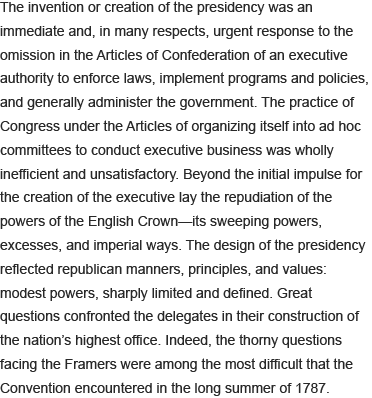 The invention or creation of the presidency was an
immediate and, in many respects, urgent response to the
omission in the Articles of Confederation of an executive
authority to enforce laws, implement programs and policies,
and generally administer the government. The practice of
Congress under the Articles of organizing itself into ad hoc
committees to conduct executive business was wholly
inefficient and unsatisfactory. Beyond the initial impulse for
the creation of the executive lay the repudiation of the
powers of the English Crown—its sweeping powers,
excesses, and imperial ways. The design of the presidency
reflected republican manners, principles, and values:
modest powers, sharply limited and defined. Great
questions confronted the delegates in their construction of
the nation's highest office. Indeed, the thorny questions
facing the Framers were among the most difficult that the
Convention encountered in the long summer of 1787.